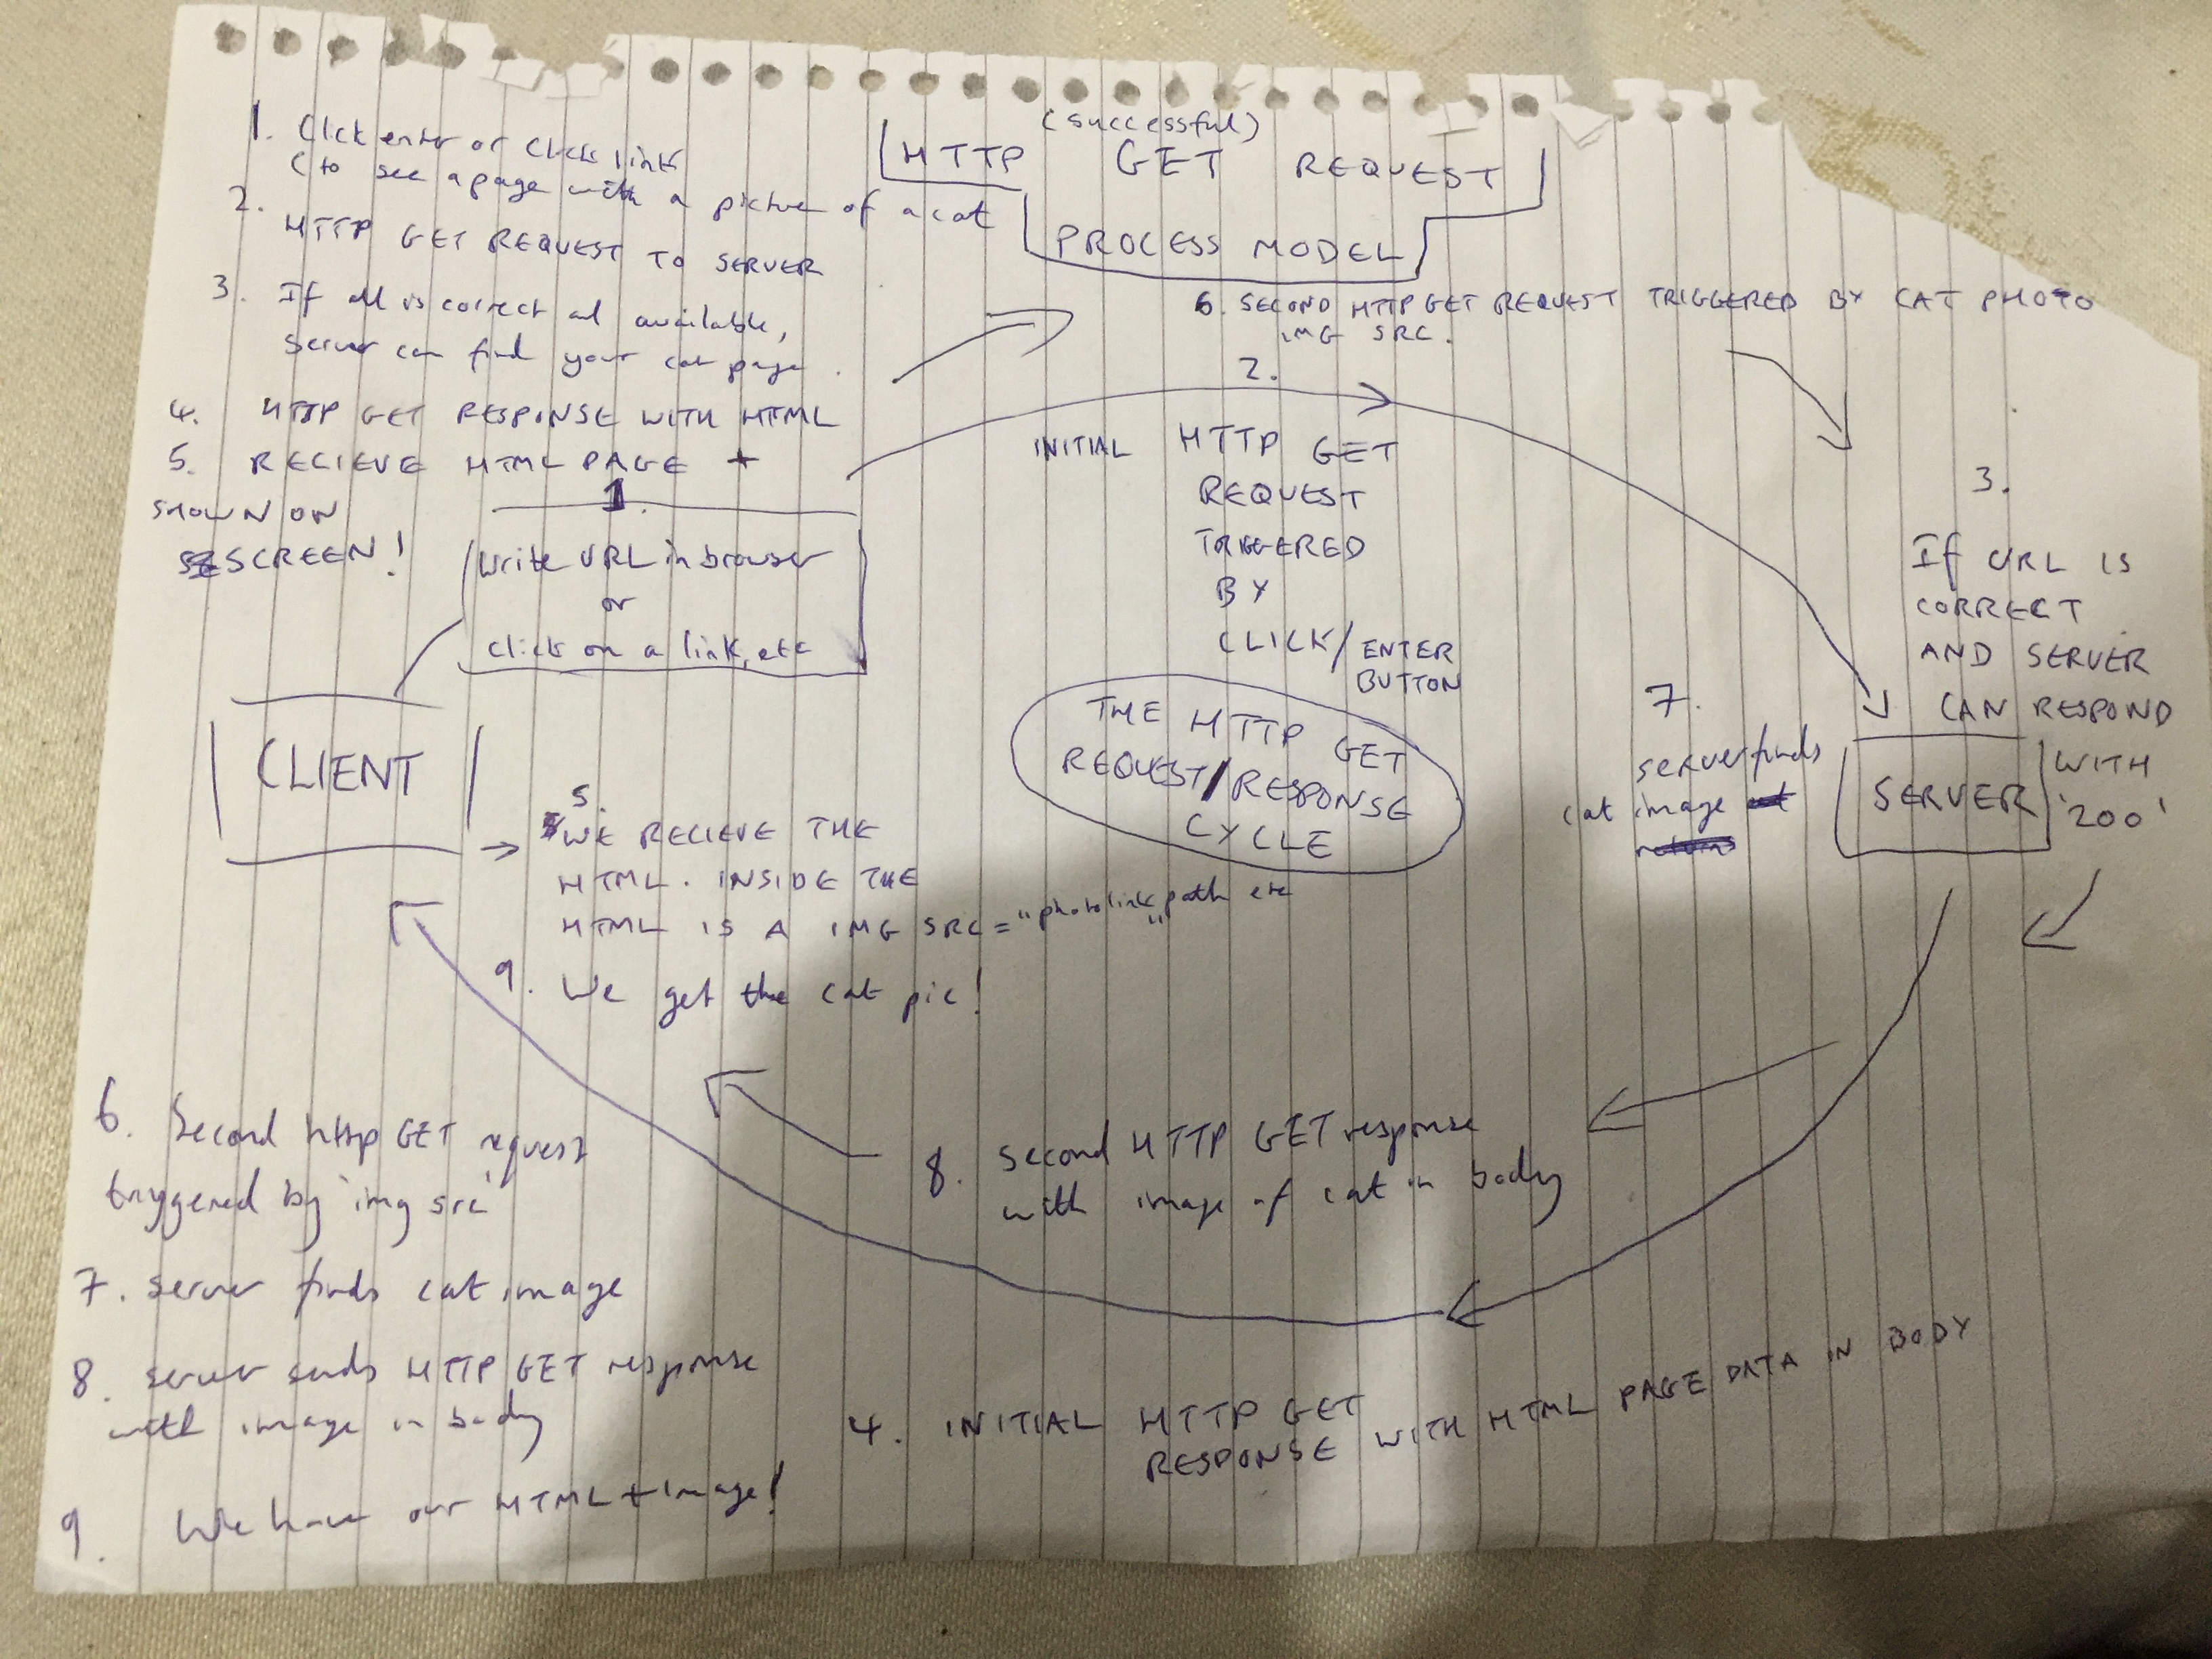 (successful)
HTTP GET REQUEST
PROCESS MODEL
1. Click enter or click link
(to see a page with a picture of a cat
2. HTTP GET REQUEST TO SERVER
3. If all is correct and available,
server can find your cat page.
4. HTTP GET RESPINSE WITH HTML
5. RECIEVE HTML PAGE +
SHOWN ON
SCREEN!
6. SECOND HTTP GET REQUEST TRIGGERED BY CAT PHOTO
IMG SRC.
1.
Write URL in browser
or
click on a link, etc
CLIENT
2.
INITIAL HTTP GET
REQUEST
TRIGGERED
BY
CLICK/ENTER
BUTTON
THE HTTP GET
REQUEST/RESPONSE
CYCLE
3.
If URL IS
CORRECT
AND SERVER
CAN RESPOND
WITH
'200'
SERVER
7.
server finds
cat image
5. WE RECIEVE THE
HTML. INSIDE THE
HTML IS A IMG SRC = "photo link path" etc
9. We get the cat pic!
6. Second http GET request
triggered by img src
7. server finds cat image
8. server sends HTTP GET response
with image in body
9. We have our HTML + image!
8. Second HTTP GET response
with image of cat in body
4. INITIAL HTTP GET
RESPONSE WITH HTML PAGE DATA IN BODY